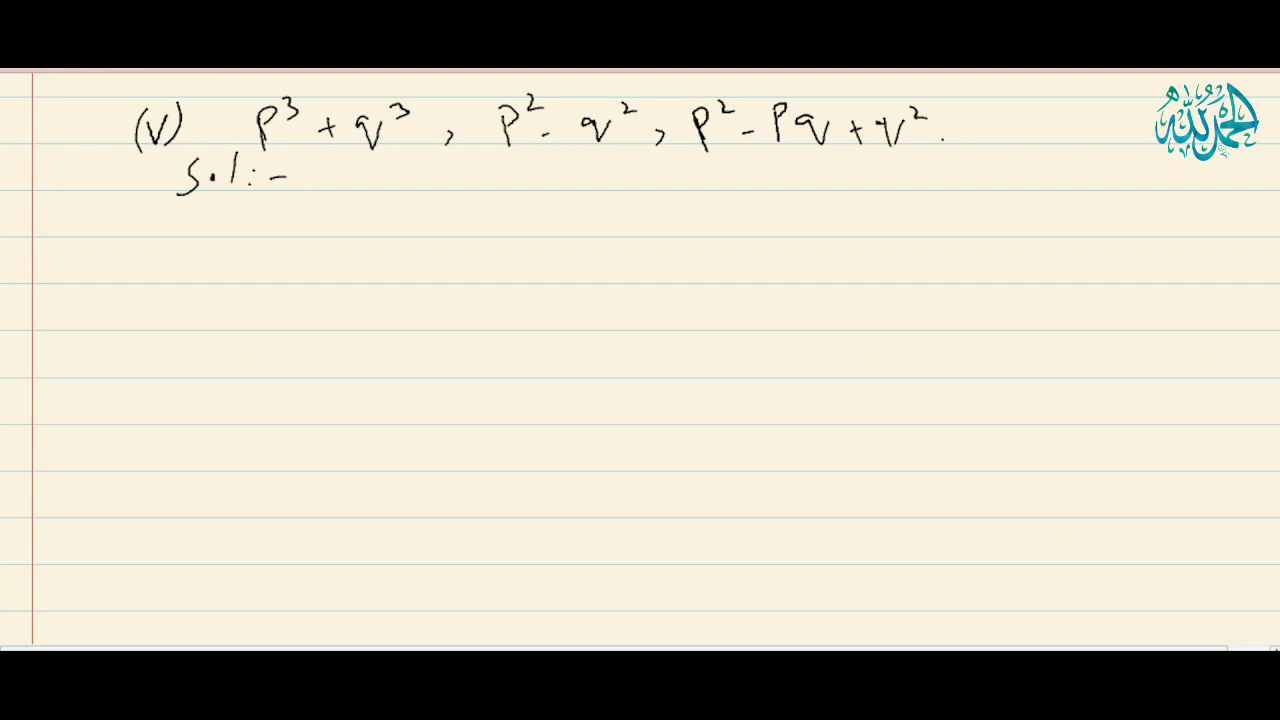 (V) P³ + q³ , P² - q² , P² - Pq + q² .
Sol:-
الحمد لله